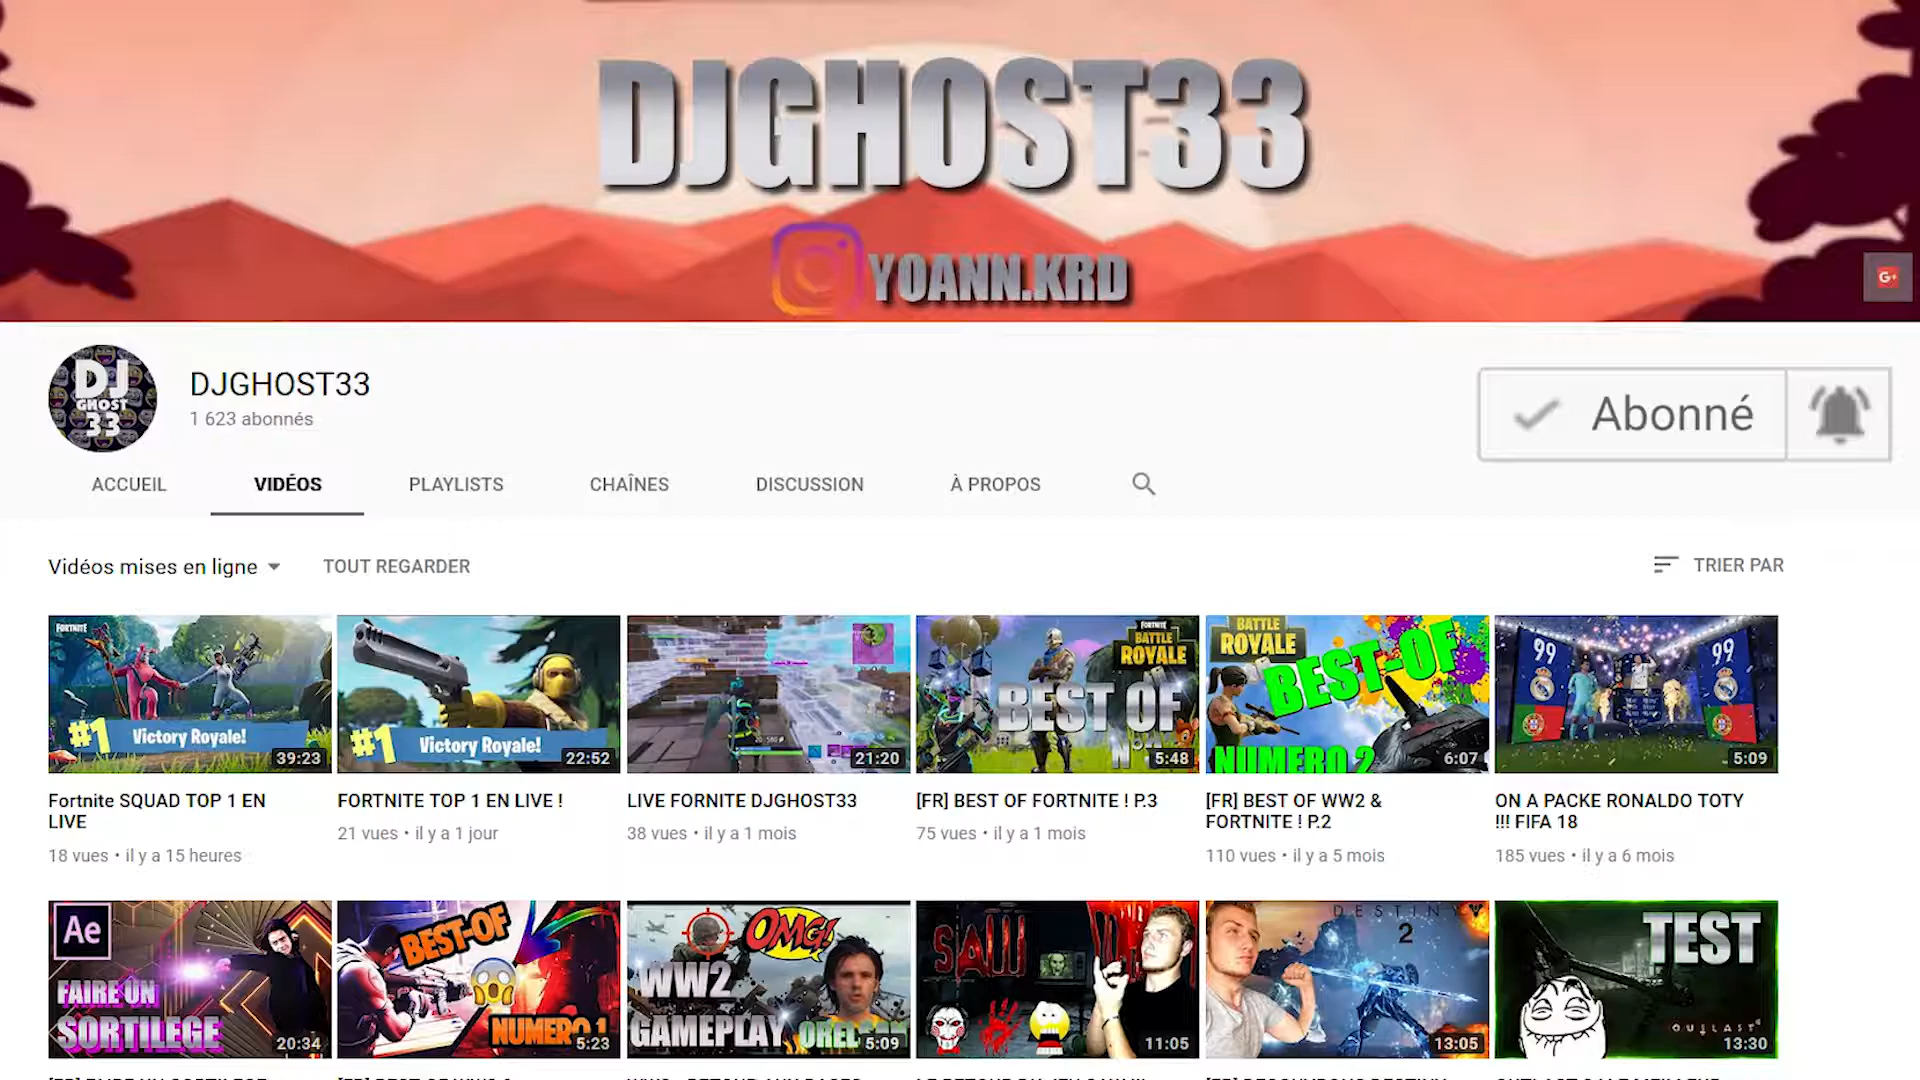 DJGHOST33
YOANN.KRD
G+
DJ
GHOST
33
DJGHOST33
1 623 abonnés
Abonné
ACCUEIL
VIDÉOS
PLAYLISTS
CHAÎNES
DISCUSSION
À PROPOS
Vidéos mises en ligne
TOUT REGARDER
TRIER PAR
FORTNITE
#1 Victory Royale!
39:23
#1 Victory Royale!
22:52
21:20
FORTNITE
BATTLE
ROYALE
BEST OF
N°
5:48
BATTLE
ROYALE
BEST-OF
NUMERO 2
6:07
99
99
5:09
Fortnite SQUAD TOP 1 EN
LIVE
18 vues • il y a 15 heures
FORTNITE TOP 1 EN LIVE !
21 vues • il y a 1 jour
LIVE FORNITE DJGHOST33
38 vues • il y a 1 mois
[FR] BEST OF FORTNITE ! P.3
75 vues • il y a 1 mois
[FR] BEST OF WW2 &
FORTNITE ! P.2
110 vues • il y a 5 mois
ON A PACKE RONALDO TOTY
!!! FIFA 18
185 vues • il y a 6 mois
Ae
FAIRE UN
SORTILEGE
20:34
BEST-OF
NUMERO 1
5:23
OMG!
WW2
GAMEPLAY
5:09
SAW
11:05
DESTINY
2
13:05
TEST
OUTLAST
13:30